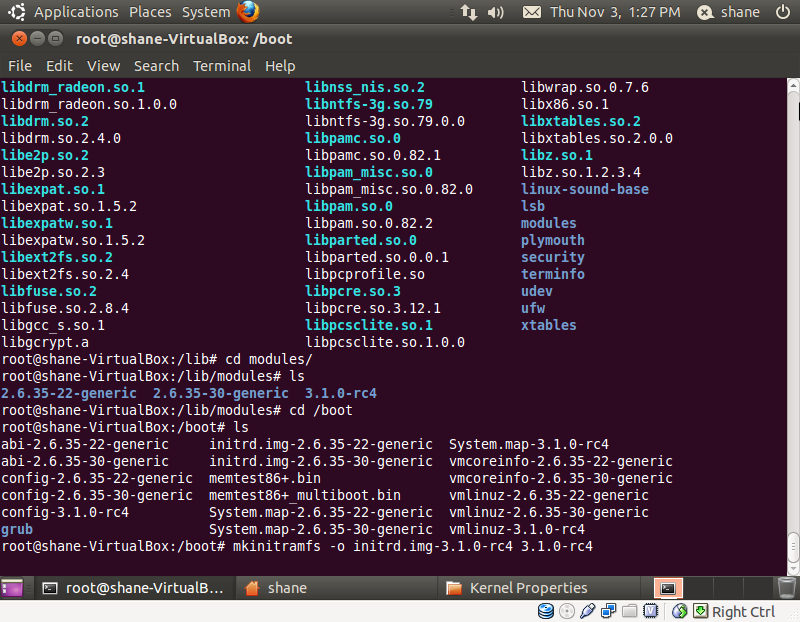 Applications Places System Thu Nov 3, 1:27 PM shane
root@shane-VirtualBox: /boot
File Edit View Search Terminal Help
libdrm_radeon.so.1 libnss_nis.so.2 libwrap.so.0.7.6
libdrm_radeon.so.1.0.0 libntfs-3g.so.79 libx86.so.1
libdrm.so.2 libntfs-3g.so.79.0.0 libxtables.so.2
libdrm.so.2.4.0 libpamc.so.0 libxtables.so.2.0.0
libe2p.so.2 libpamc.so.0.82.1 libz.so.1
libe2p.so.2.3 libpam_misc.so.0 libz.so.1.2.3.4
libexpat.so.1 libpam_misc.so.0.82.0 linux-sound-base
libexpat.so.1.5.2 libpam.so.0 lsb
libexpatw.so.1 libpam.so.0.82.2 modules
libexpatw.so.1.5.2 libparted.so.0 plymouth
libext2fs.so.2 libparted.so.0.0.1 security
libext2fs.so.2.4 libpcprofile.so terminfo
libfuse.so.2 libpcre.so.3 udev
libfuse.so.2.8.4 libpcre.so.3.12.1 ufw
libgcc_s.so.1 libpcsclite.so.1 xtables
libgcrypt.a libpcsclite.so.1.0.0
root@shane-VirtualBox:/lib# cd modules/
root@shane-VirtualBox:/lib/modules# ls
2.6.35-22-generic 2.6.35-30-generic 3.1.0-rc4
root@shane-VirtualBox:/lib/modules# cd /boot
root@shane-VirtualBox:/boot# ls
abi-2.6.35-22-generic initrd.img-2.6.35-22-generic System.map-3.1.0-rc4
abi-2.6.35-30-generic initrd.img-2.6.35-30-generic vmcoreinfo-2.6.35-22-generic
config-2.6.35-22-generic memtest86+.bin vmcoreinfo-2.6.35-30-generic
config-2.6.35-30-generic memtest86+_multiboot.bin vmlinuz-2.6.35-22-generic
config-3.1.0-rc4 System.map-2.6.35-22-generic vmlinuz-2.6.35-30-generic
grub System.map-2.6.35-30-generic vmlinuz-3.1.0-rc4
root@shane-VirtualBox:/boot# mkinitramfs -o initrd.img-3.1.0-rc4 3.1.0-rc4
root@shane-VirtualB... shane Kernel Properties
Right Ctrl